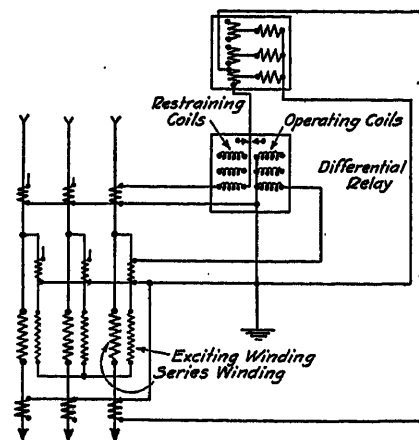 Restraining
Coils
Operating Coils
Differential
Relay
Exciting Winding
Series Winding